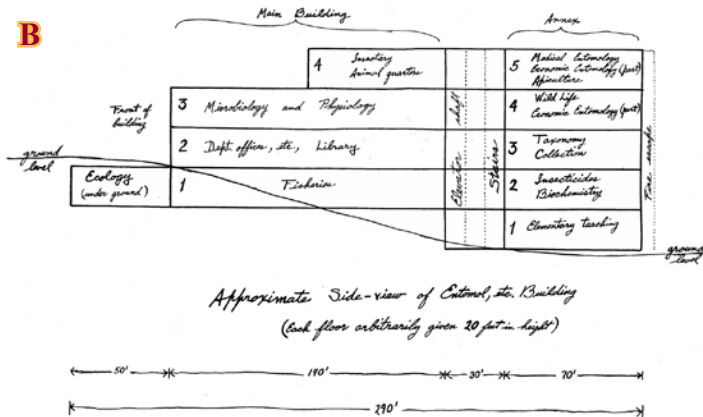 B
Main Building
Annex
4 Insectary
Animal quarters
5 Medical Entomology
Economic Entomology (part)
Apiculture
Front of
building
3 Microbiology and Physiology
4 Wild Life
Economic Entomology (part)
2 Dept. offices, etc., Library
3 Taxonomy
Collection
ground
level
Ecology
(under ground)
1 Fisheries
Elevator shaft
Stairs
2 Insecticides
Biochemistry
Fire escape
1 Elementary teaching
ground
level
Approximate Side-view of Entomol, etc. Building
(Each floor arbitrarily given 20 feet in height)
50' 190' 30' 70'
290'